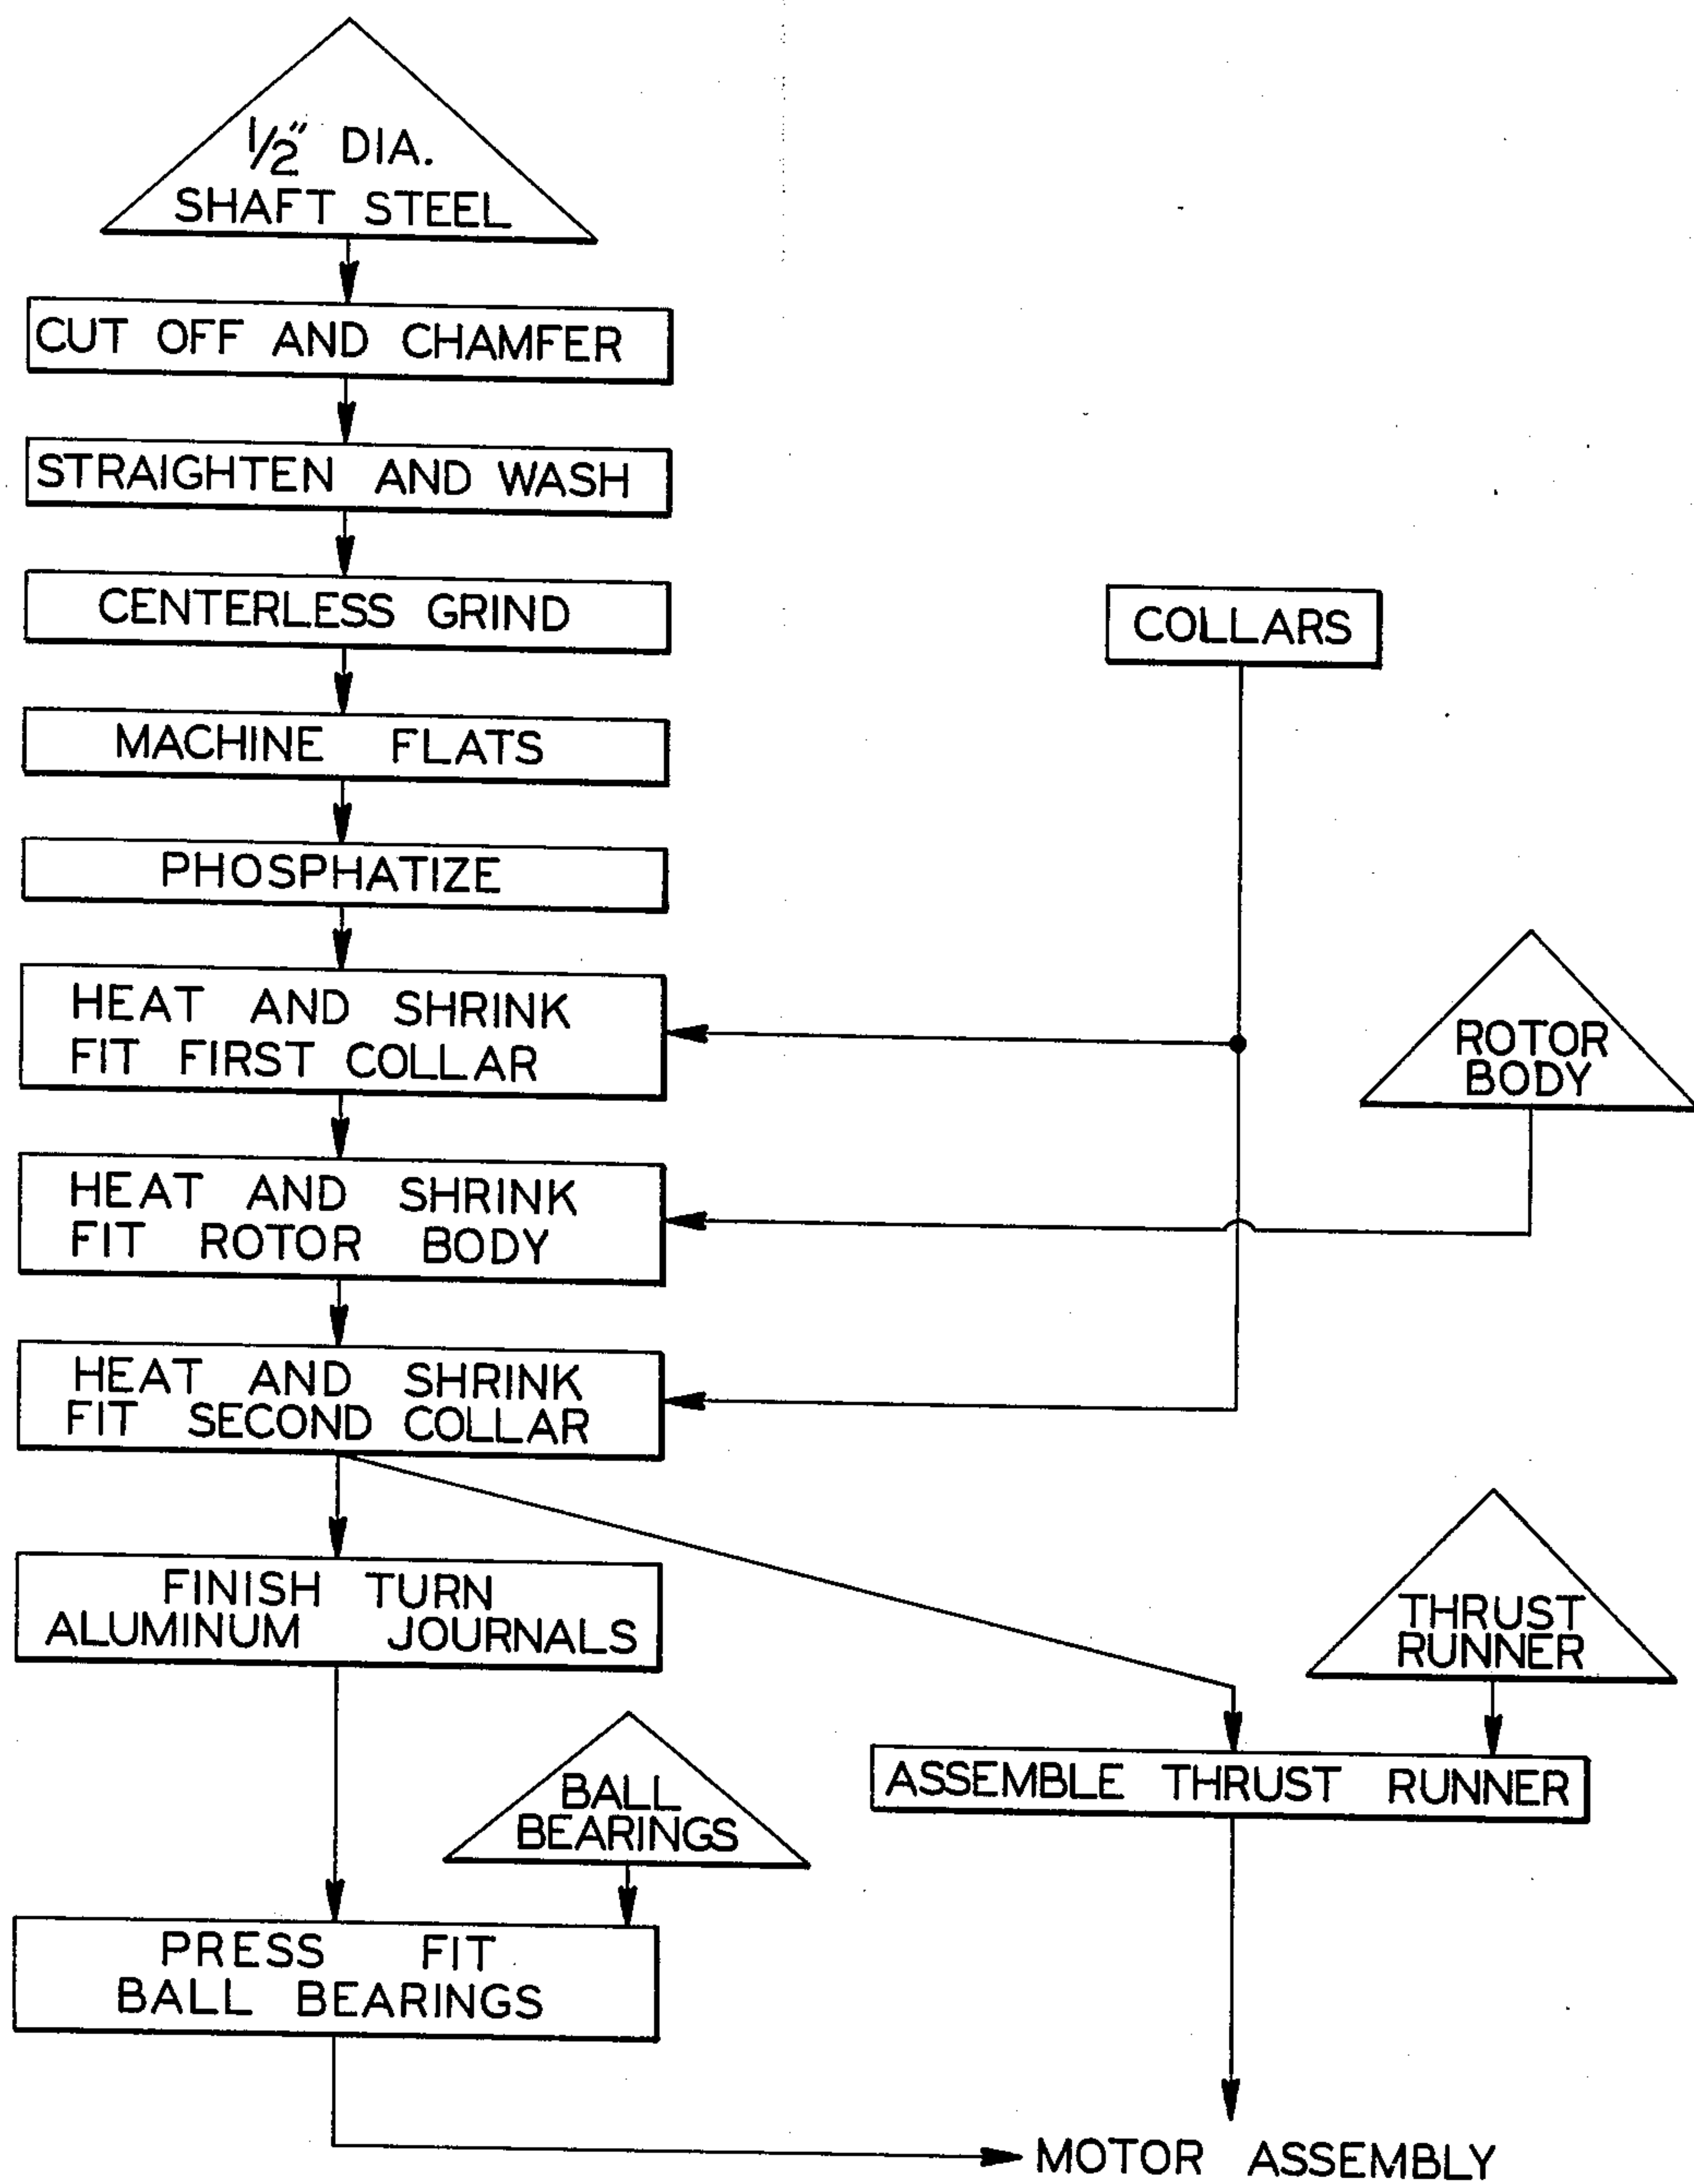 1/2" DIA.
SHAFT STEEL
CUT OFF AND CHAMFER
STRAIGHTEN AND WASH
CENTERLESS GRIND
COLLARS
MACHINE FLATS
PHOSPHATIZE
HEAT AND SHRINK
FIT FIRST COLLAR
ROTOR
BODY
HEAT AND SHRINK
FIT ROTOR BODY
HEAT AND SHRINK
FIT SECOND COLLAR
FINISH TURN
ALUMINUM JOURNALS
THRUST
RUNNER
BALL
BEARINGS
ASSEMBLE THRUST RUNNER
PRESS FIT
BALL BEARINGS
MOTOR ASSEMBLY